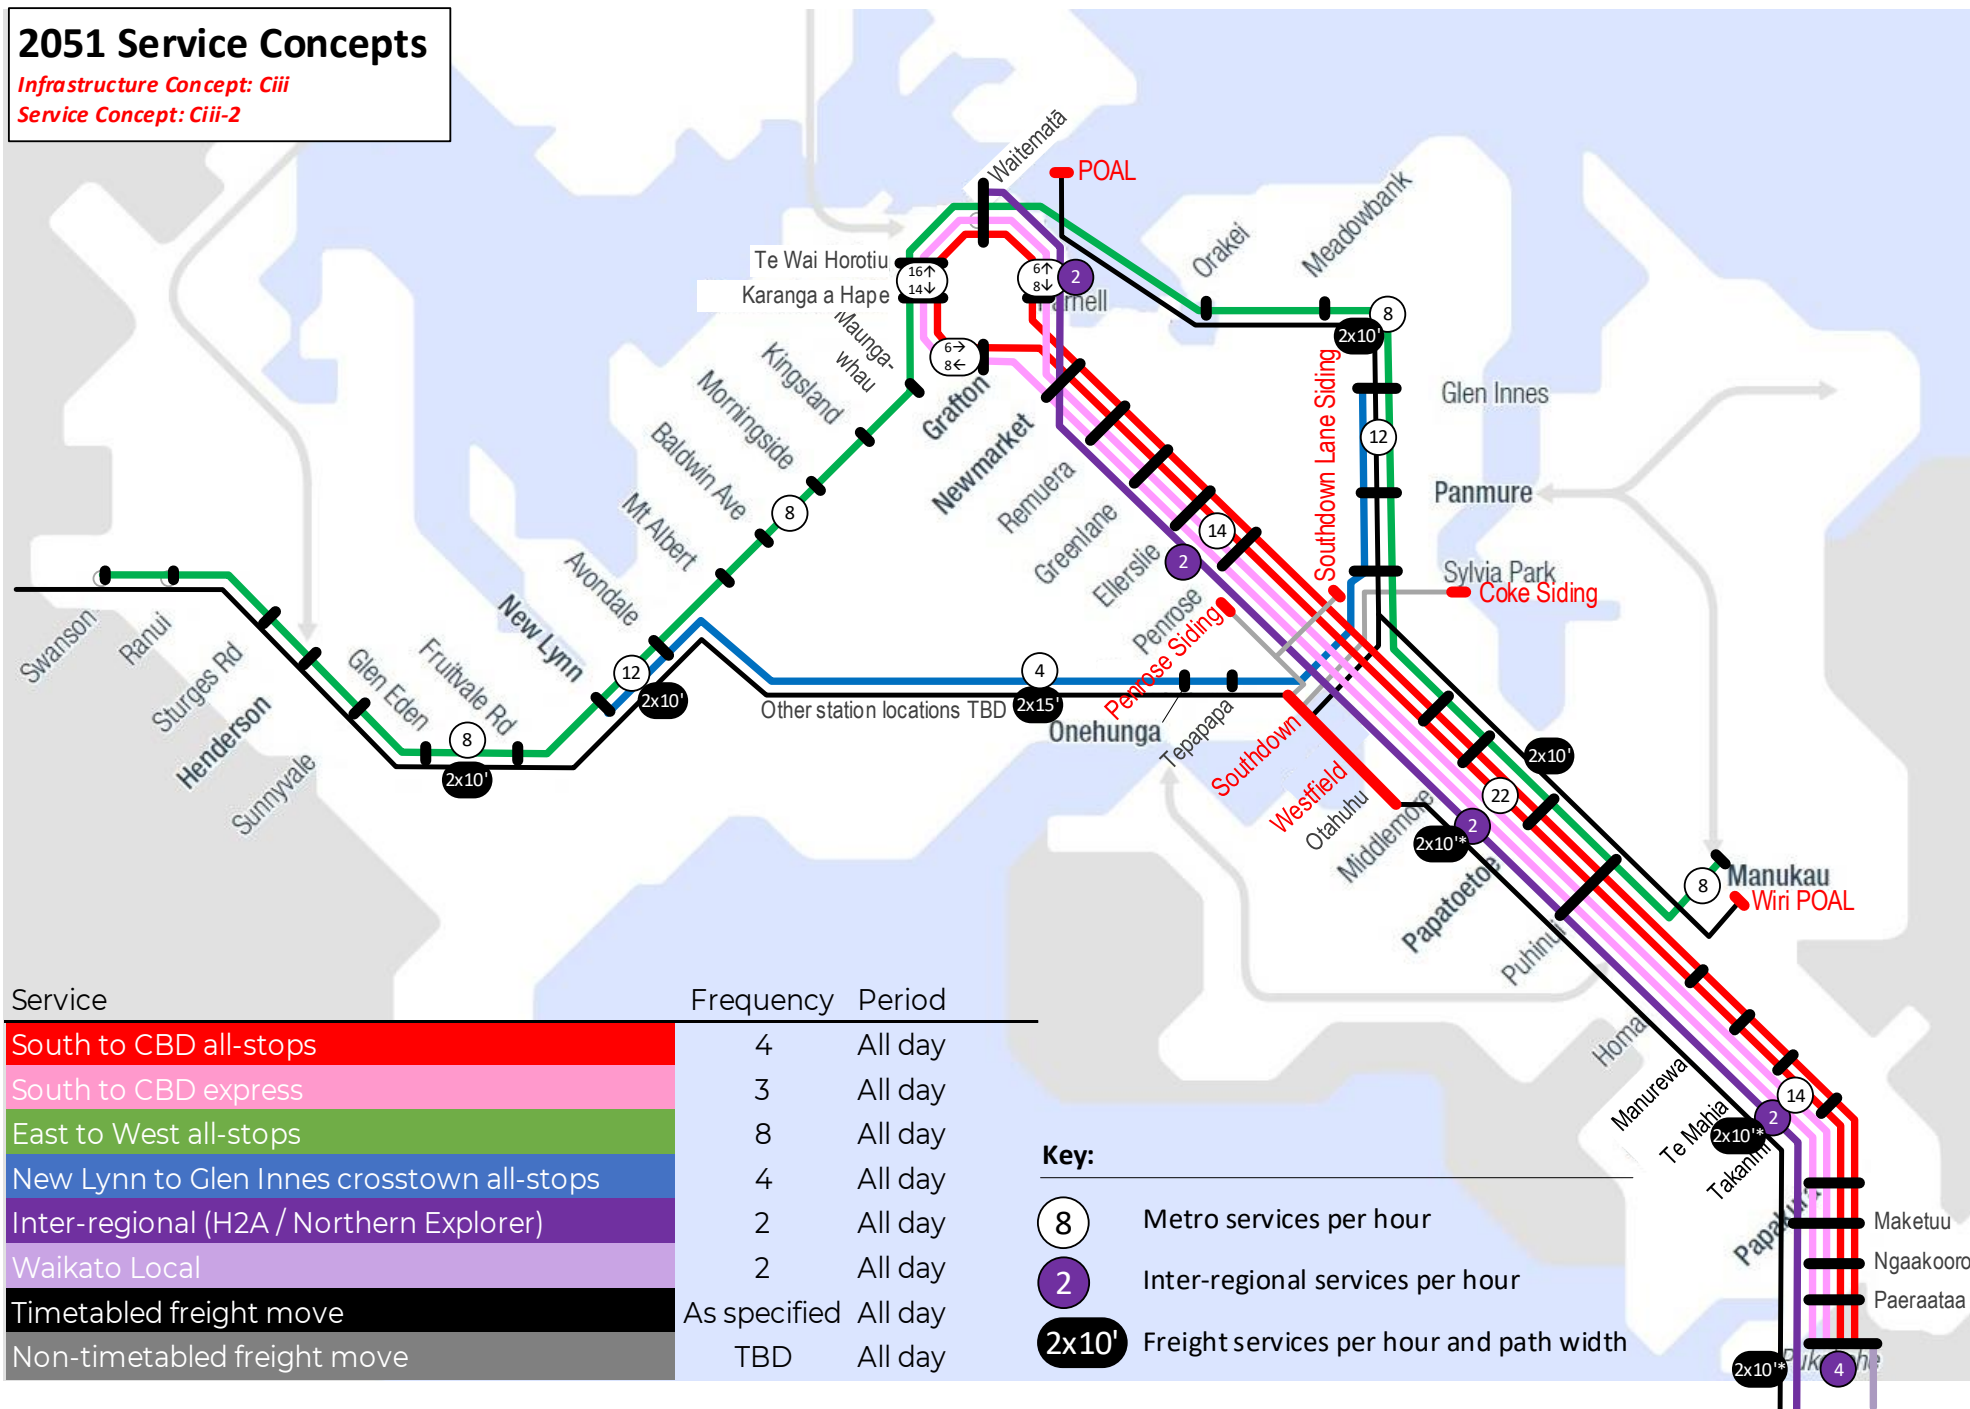 2051 Service Concepts
Infrastructure Concept: Ciii
Service Concept: Ciii-2
Waitematā
POAL
Te Wai Horotiu
Karanga a Hape
16↑
14↓
6↑
8↓
2
Parnell
6→
8←
Maunga-
whau
Kingsland
Morningside
Baldwin Ave
Mt Albert
Avondale
New Lynn
Fruitvale Rd
Glen Eden
Sunnyvale
Henderson
Sturges Rd
Ranui
Swanson
8
12
2x10'
8
2x10'
Grafton
Newmarket
Remuera
Greenlane
Ellerslie
Penrose
Penrose Siding
14
2
Orakei
Meadowbank
8
2x10'
Southdown Lane Siding
Glen Innes
12
Panmure
Sylvia Park
Coke Siding
4
2x15'
Other station locations TBD
Onehunga
Tepapapa
Southdown
Westfield
Otahuhu
Middlemore
Papatoetoe
Puhinui
2x10'
22
2
2x10'*
8
Manukau
Wiri POAL
Homai
Manurewa
Te Mahia
Takanini
Papakura
14
2
2x10'*
Maketuu
Ngaakooro
Paeraataa
2x10'*
4
Service Frequency Period
South to CBD all-stops 4 All day
South to CBD express 3 All day
East to West all-stops 8 All day
New Lynn to Glen Innes crosstown all-stops 4 All day
Inter-regional (H2A / Northern Explorer) 2 All day
Waikato Local 2 All day
Timetabled freight move As specified All day
Non-timetabled freight move TBD All day
Key:
8 Metro services per hour
2 Inter-regional services per hour
2x10' Freight services per hour and path width